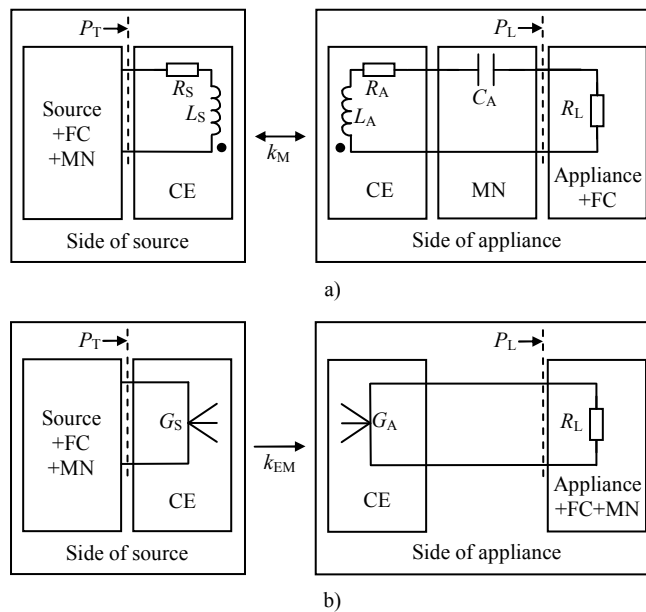 P_T
P_L
R_S
L_S
Source
+FC
+MN
CE
Side of source
k_M
R_A
L_A
C_A
R_L
CE
MN
Appliance
+FC
Side of appliance
a)
P_T
P_L
Source
+FC
+MN
G_S
CE
Side of source
k_EM
G_A
R_L
CE
Appliance
+FC+MN
Side of appliance
b)